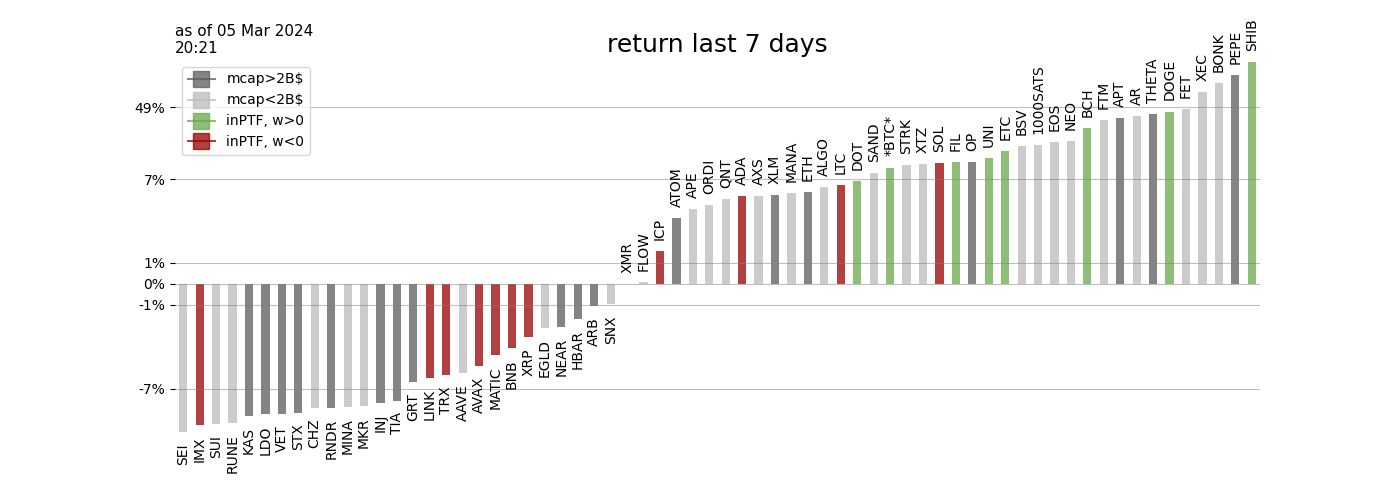 as of 05 Mar 2024
20:21
return last 7 days
mcap>2B$
mcap<2B$
inPTF, w>0
inPTF, w<0
49%
7%
1%
0%
-1%
-7%
SEI
IMX
SUI
RUNE
KAS
LDO
VET
STX
CHZ
RNDR
MINA
MKR
INJ
TIA
GRT
LINK
TRX
AAVE
AVAX
MATIC
BNB
XRP
EGLD
NEAR
HBAR
ARB
SNX
XMR
FLOW
ICP
ATOM
APE
ORDI
QNT
ADA
AXS
XLM
MANA
ETH
ALGO
LTC
DOT
SAND
*BTC*
STRK
XTZ
SOL
FIL
OP
UNI
ETC
BSV
1000SATS
EOS
NEO
BCH
FTM
APT
AR
THETA
DOGE
FET
XEC
BONK
PEPE
SHIB